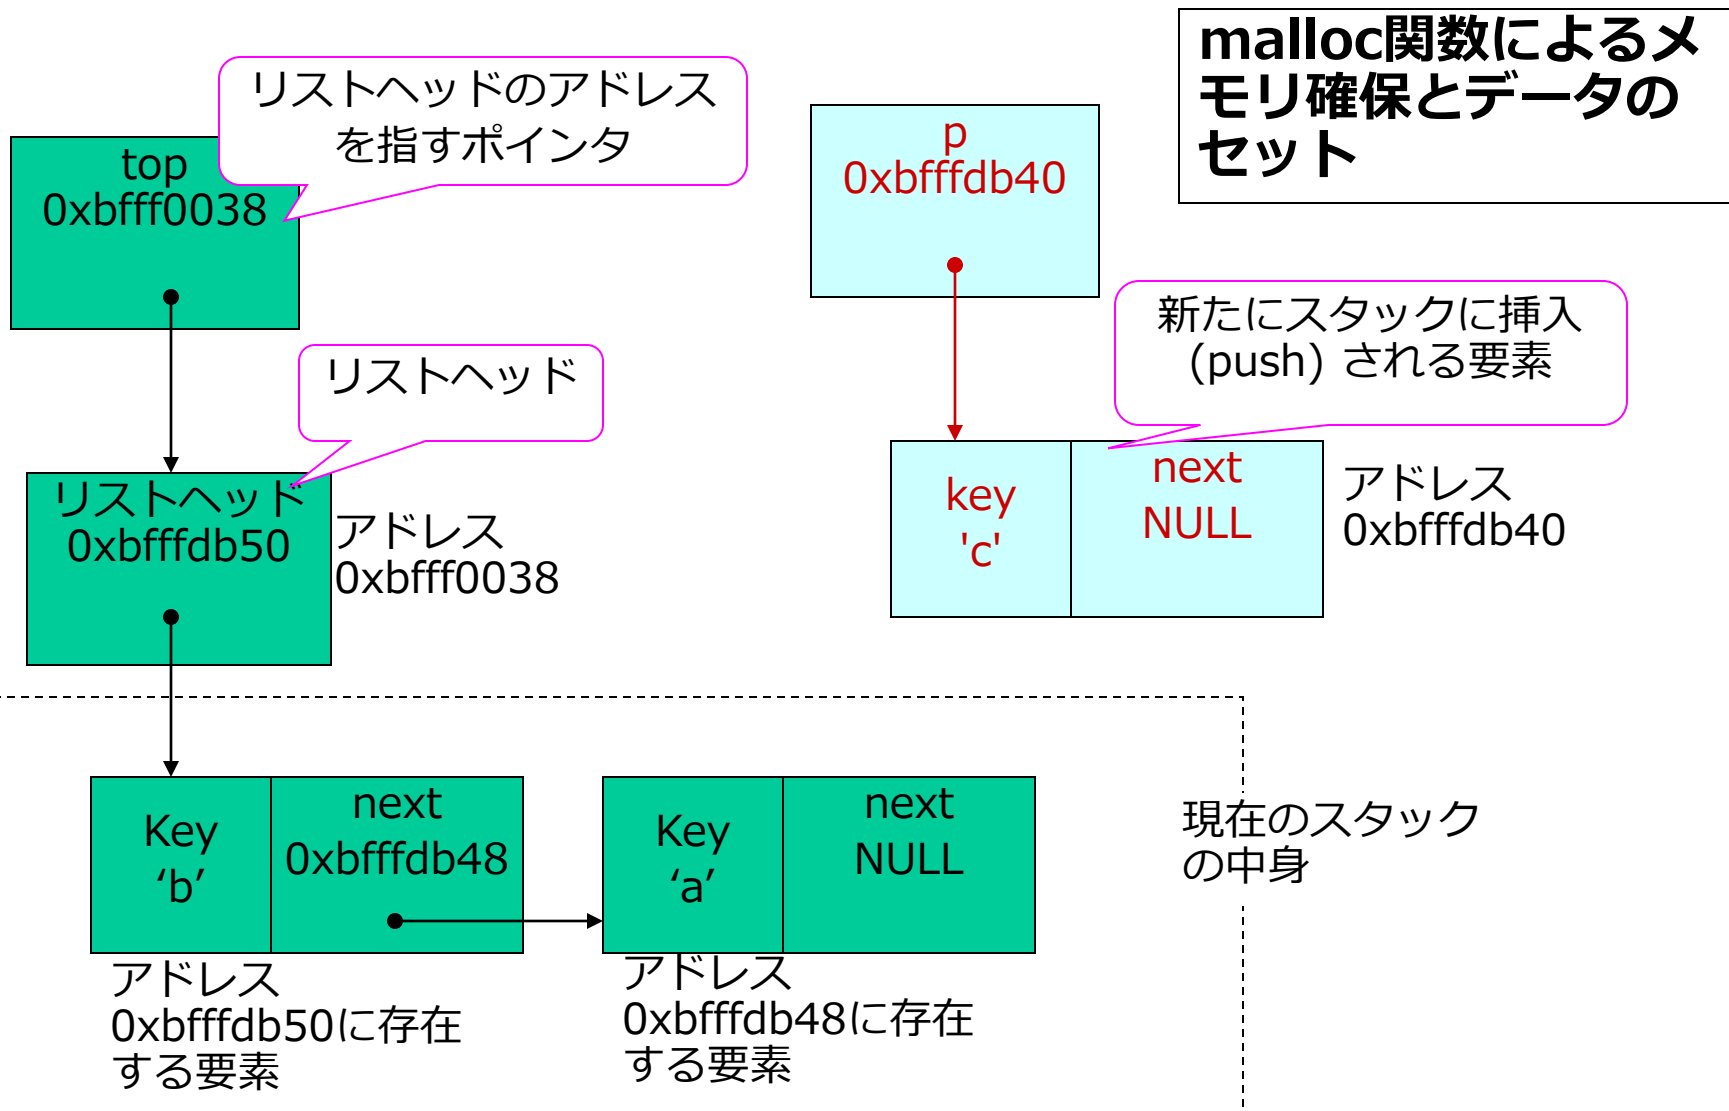 malloc関数によるメ
モリ確保とデータの
セット
リストヘッドのアドレス
を指すポインタ
top
0xbfff0038
p
0xbfffdb40
新たにスタックに挿入
(push) される要素
リストヘッド
リストヘッド
0xbfffdb50
アドレス
0xbfff0038
key
'c'
next
NULL
アドレス
0xbfffdb40
Key
‘b’
next
0xbfffdb48
Key
‘a’
next
NULL
現在のスタック
の中身
アドレス
0xbfffdb50に存在
する要素
アドレス
0xbfffdb48に存在
する要素